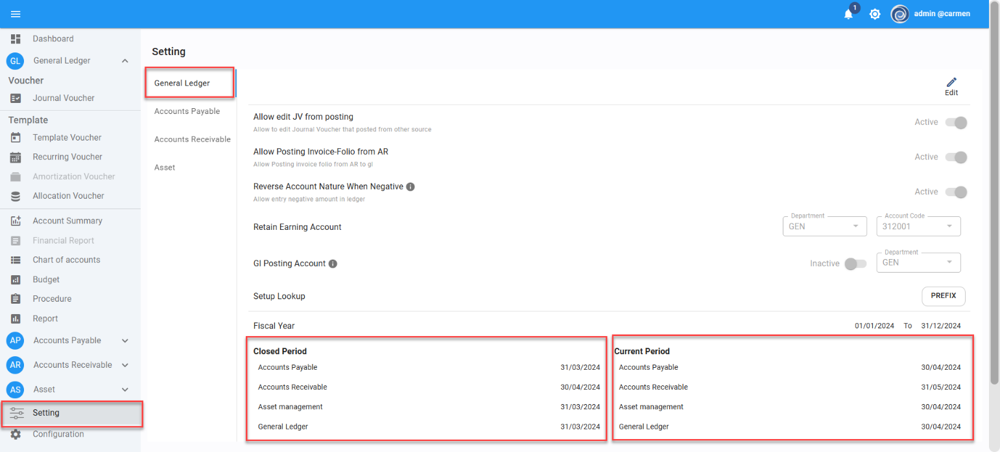 1
admin @carmen
Dashboard
GL General Ledger
Voucher
Journal Voucher
Template
Template Voucher
Recurring Voucher
Amortization Voucher
Allocation Voucher
Account Summary
Financial Report
Chart of accounts
Budget
Procedure
Report
AP Accounts Payable
AR Accounts Receivable
AS Asset
Setting
Configuration
Setting
General Ledger
Accounts Payable
Accounts Receivable
Asset
Edit
Allow edit JV from posting
Allow to edit Journal Voucher that posted from other source
Active
Allow Posting Invoice-Folio from AR
Allow Posting invoice folio from AR to gl
Active
Reverse Account Nature When Negative
Allow entry negative amount in ledger
Active
Retain Earning Account
Department
GEN
Account Code
312001
Gl Posting Account
Inactive
Department
GEN
Setup Lookup
PREFIX
Fiscal Year 01/01/2024 To 31/12/2024
Closed Period
Accounts Payable 31/03/2024
Accounts Receivable 30/04/2024
Asset management 31/03/2024
General Ledger 31/03/2024
Current Period
Accounts Payable 30/04/2024
Accounts Receivable 31/05/2024
Asset management 30/04/2024
General Ledger 30/04/2024